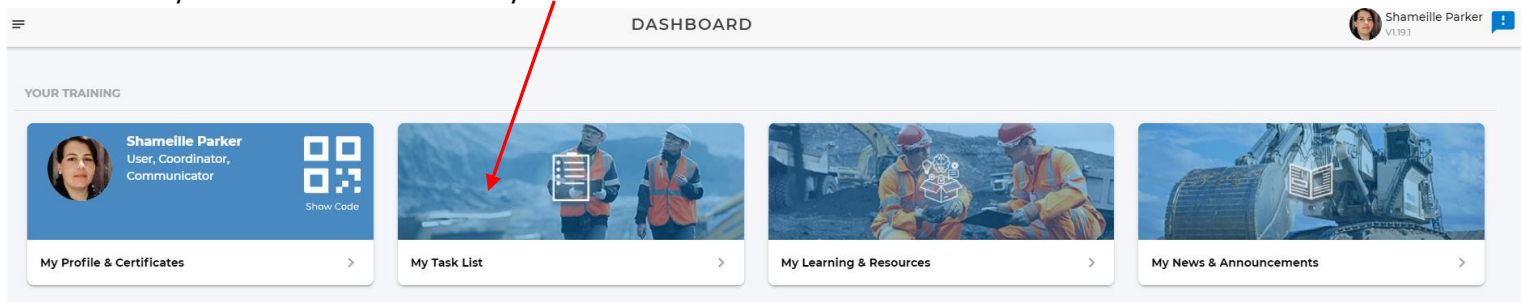 DASHBOARD
Shameille Parker
V1.19.1
YOUR TRAINING
Shameille Parker
User, Coordinator,
Communicator
Show Code
My Profile & Certificates
My Task List
My Learning & Resources
My News & Announcements